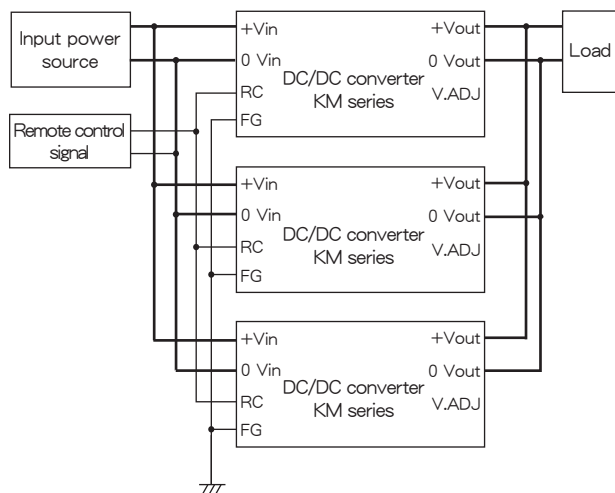 Input power
source
Remote control
signal
+Vin
0 Vin
RC
FG
DC/DC converter
KM series
+Vout
0 Vout
V.ADJ
Load
+Vin
0 Vin
RC
FG
DC/DC converter
KM series
+Vout
0 Vout
V.ADJ
+Vin
0 Vin
RC
FG
DC/DC converter
KM series
+Vout
0 Vout
V.ADJ